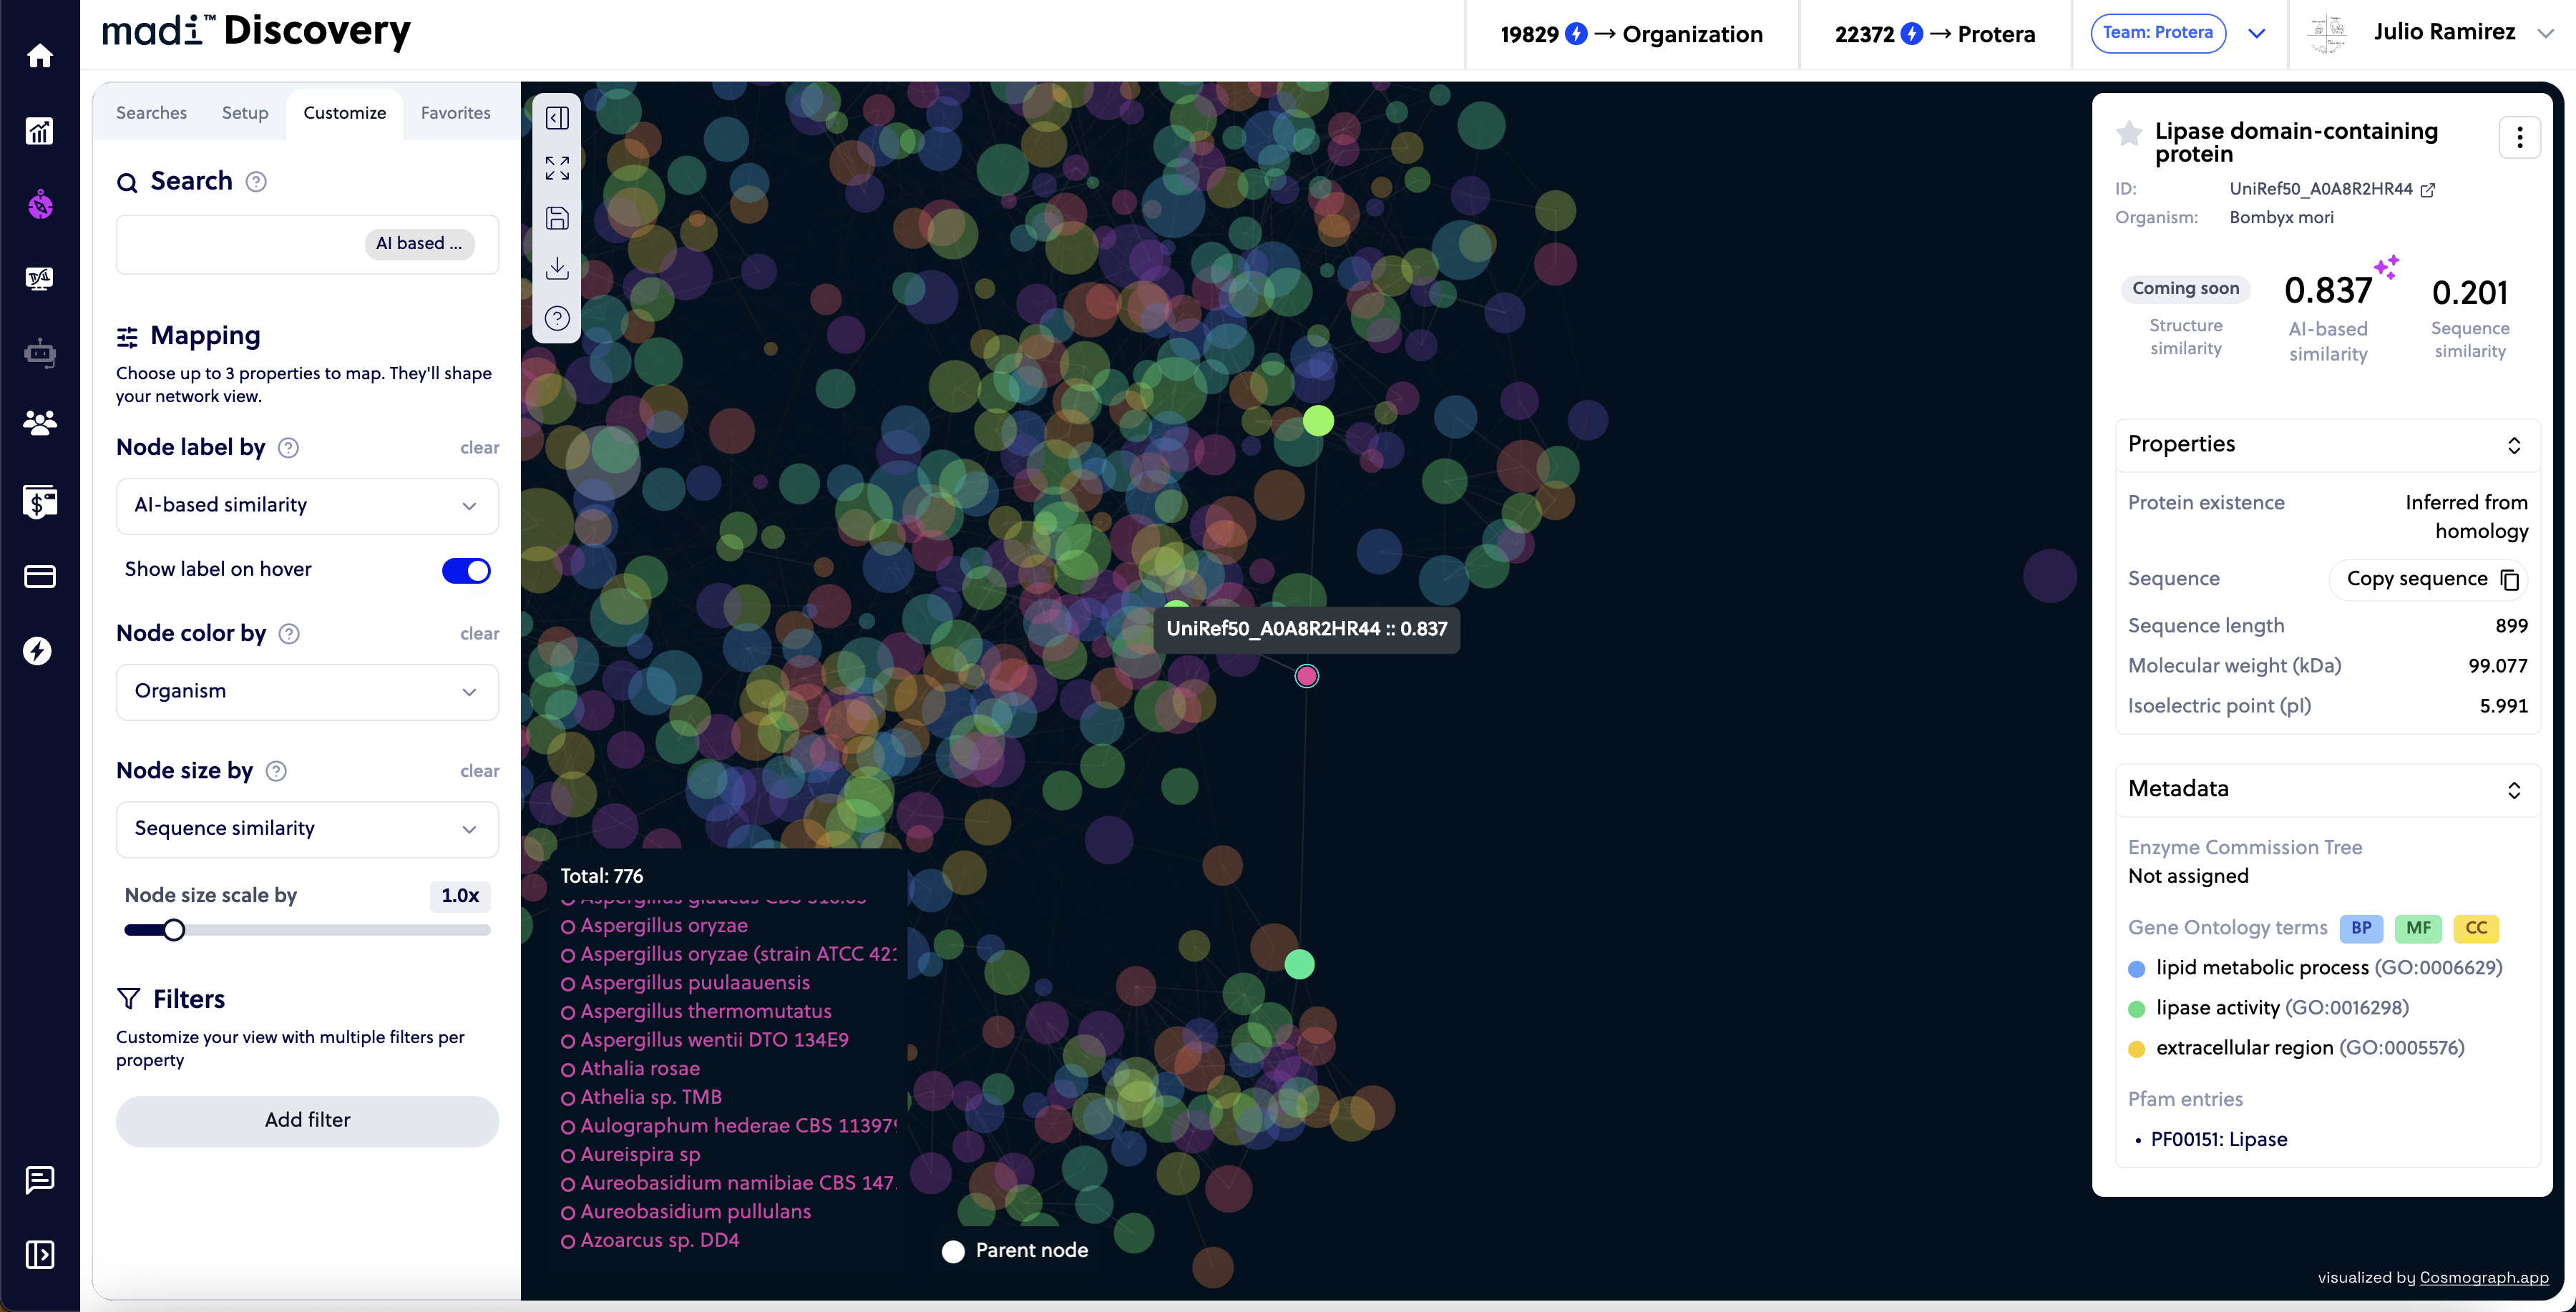 madi™ Discovery
19829 → Organization
22372 → Protera
Team: Protera
Julio Ramirez
Searches
Setup
Customize
Favorites
Search
AI based ...
Mapping
Choose up to 3 properties to map. They'll shape
your network view.
Node label by
clear
AI-based similarity
Show label on hover
Node color by
clear
Organism
Node size by
clear
Sequence similarity
Node size scale by
1.0x
Filters
Customize your view with multiple filters per
property
Add filter
UniRef50_A0A8R2HR44 :: 0.837
Total: 776
Aspergillus glaucus CBS 516.65
Aspergillus oryzae
Aspergillus oryzae (strain ATCC 42
Aspergillus puulaauensis
Aspergillus thermomutatus
Aspergillus wentii DTO 134E9
Athalia rosae
Athelia sp. TMB
Aulographum hederae CBS 11397
Aureispira sp
Aureobasidium namibiae CBS 147.
Aureobasidium pullulans
Azoarcus sp. DD4
Parent node
Lipase domain-containing
protein
ID: UniRef50_A0A8R2HR44
Organism: Bombyx mori
Coming soon
Structure
similarity
0.837
AI-based
similarity
0.201
Sequence
similarity
Properties
Protein existence Inferred from
homology
Sequence Copy sequence
Sequence length 899
Molecular weight (kDa) 99.077
Isoelectric point (pI) 5.991
Metadata
Enzyme Commission Tree
Not assigned
Gene Ontology terms BP MF CC
lipid metabolic process (GO:0006629)
lipase activity (GO:0016298)
extracellular region (GO:0005576)
Pfam entries
• PF00151: Lipase
visualized by Cosmograph.app